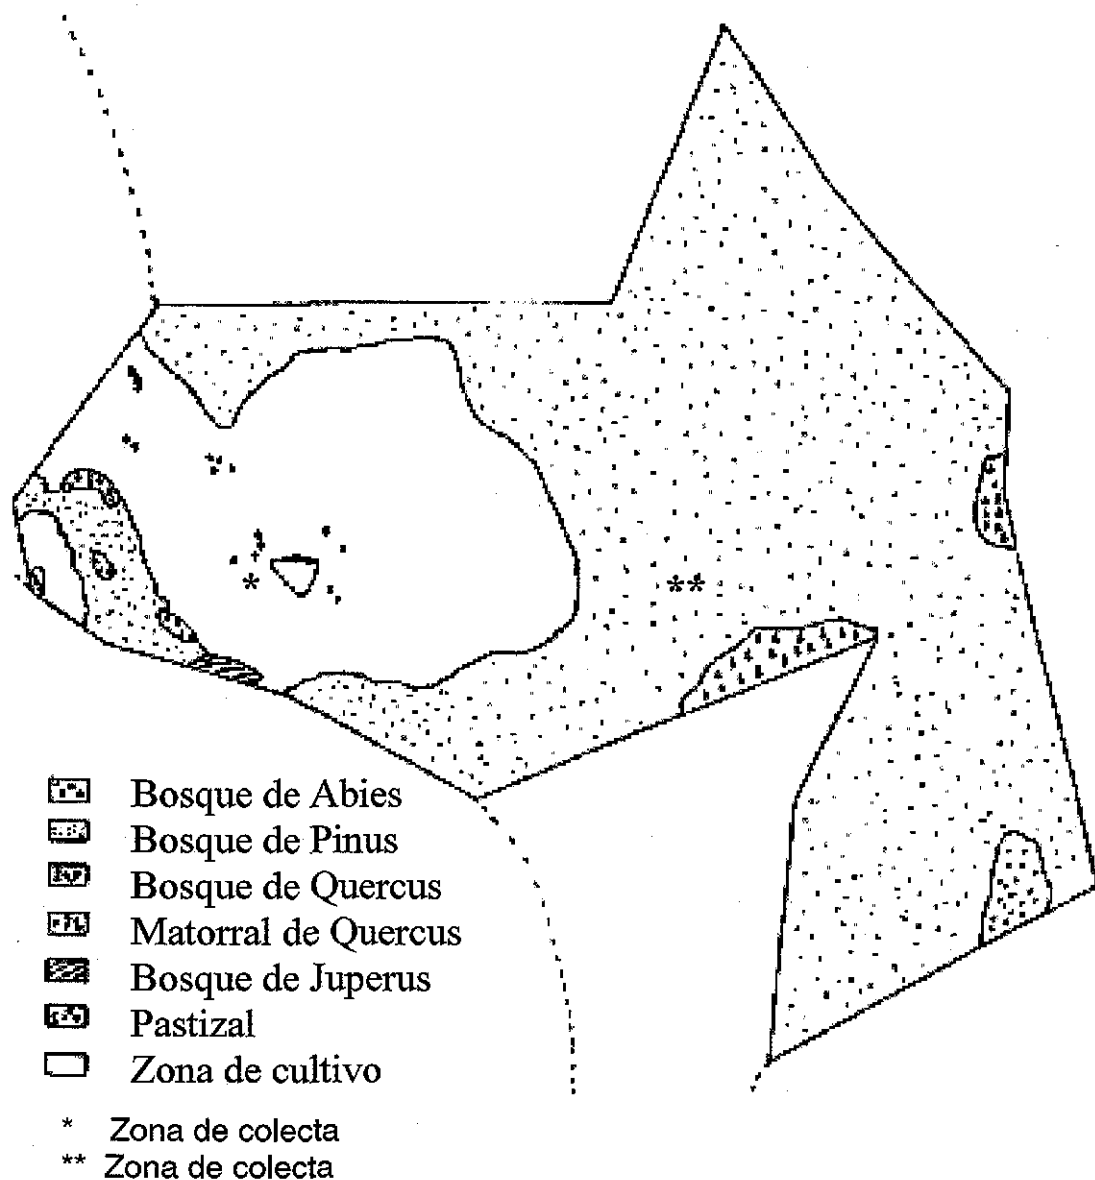 *
**
Bosque de Abies
Bosque de Pinus
Bosque de Quercus
Matorral de Quercus
Bosque de Juperus
Pastizal
Zona de cultivo
* Zona de colecta
** Zona de colecta